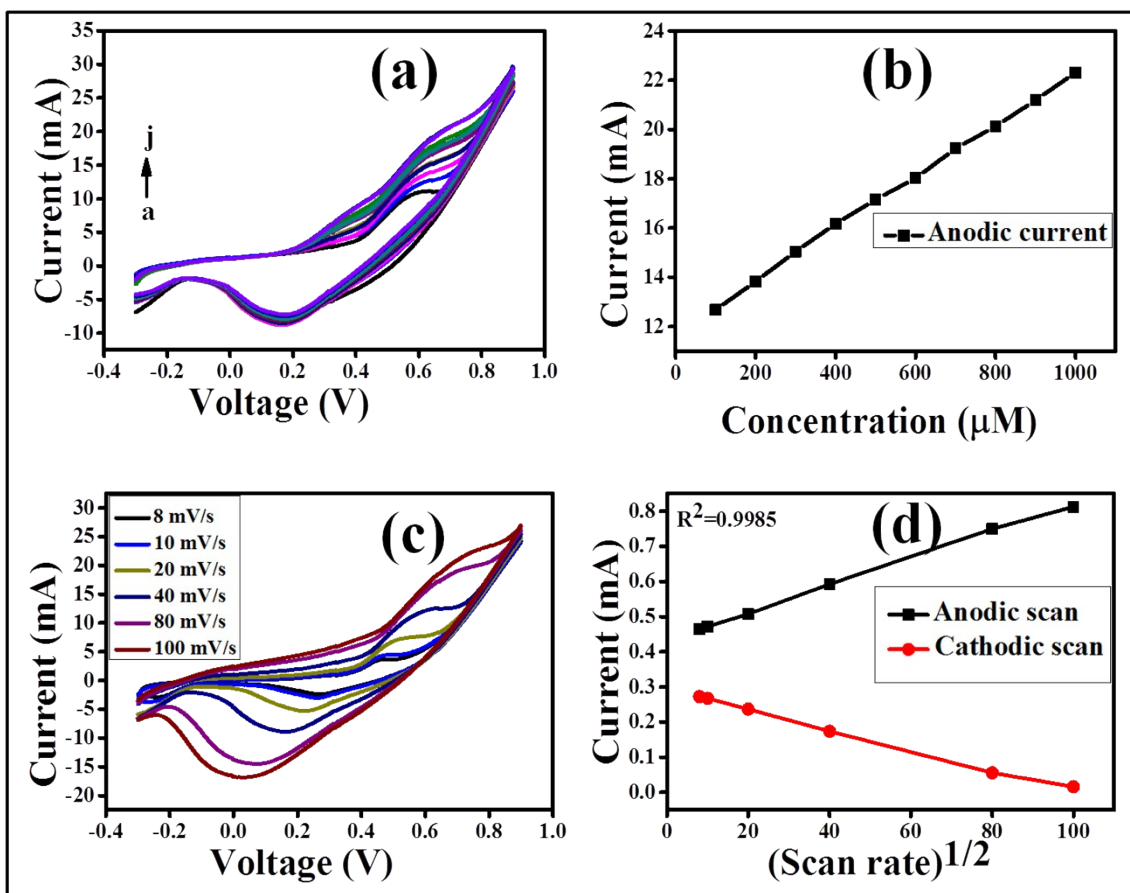 (a)
Current (mA)
35
30
25
20
15
10
5
0
-5
-10
j
a
-0.4 -0.2 0.0 0.2 0.4 0.6 0.8 1.0
Voltage (V)
(b)
Current (mA)
24
22
20
18
16
14
12
Anodic current
0 200 400 600 800 1000
Concentration (μM)
(c)
Current (mA)
30
25
20
15
10
5
0
-5
-10
-15
-20
8 mV/s
10 mV/s
20 mV/s
40 mV/s
80 mV/s
100 mV/s
-0.4 -0.2 0.0 0.2 0.4 0.6 0.8 1.0
Voltage (V)
(d)
R²=0.9985
Current (mA)
0.8
0.7
0.6
0.5
0.4
0.3
0.2
0.1
0.0
Anodic scan
Cathodic scan
0 20 40 60 80 100
(Scan rate)1/2